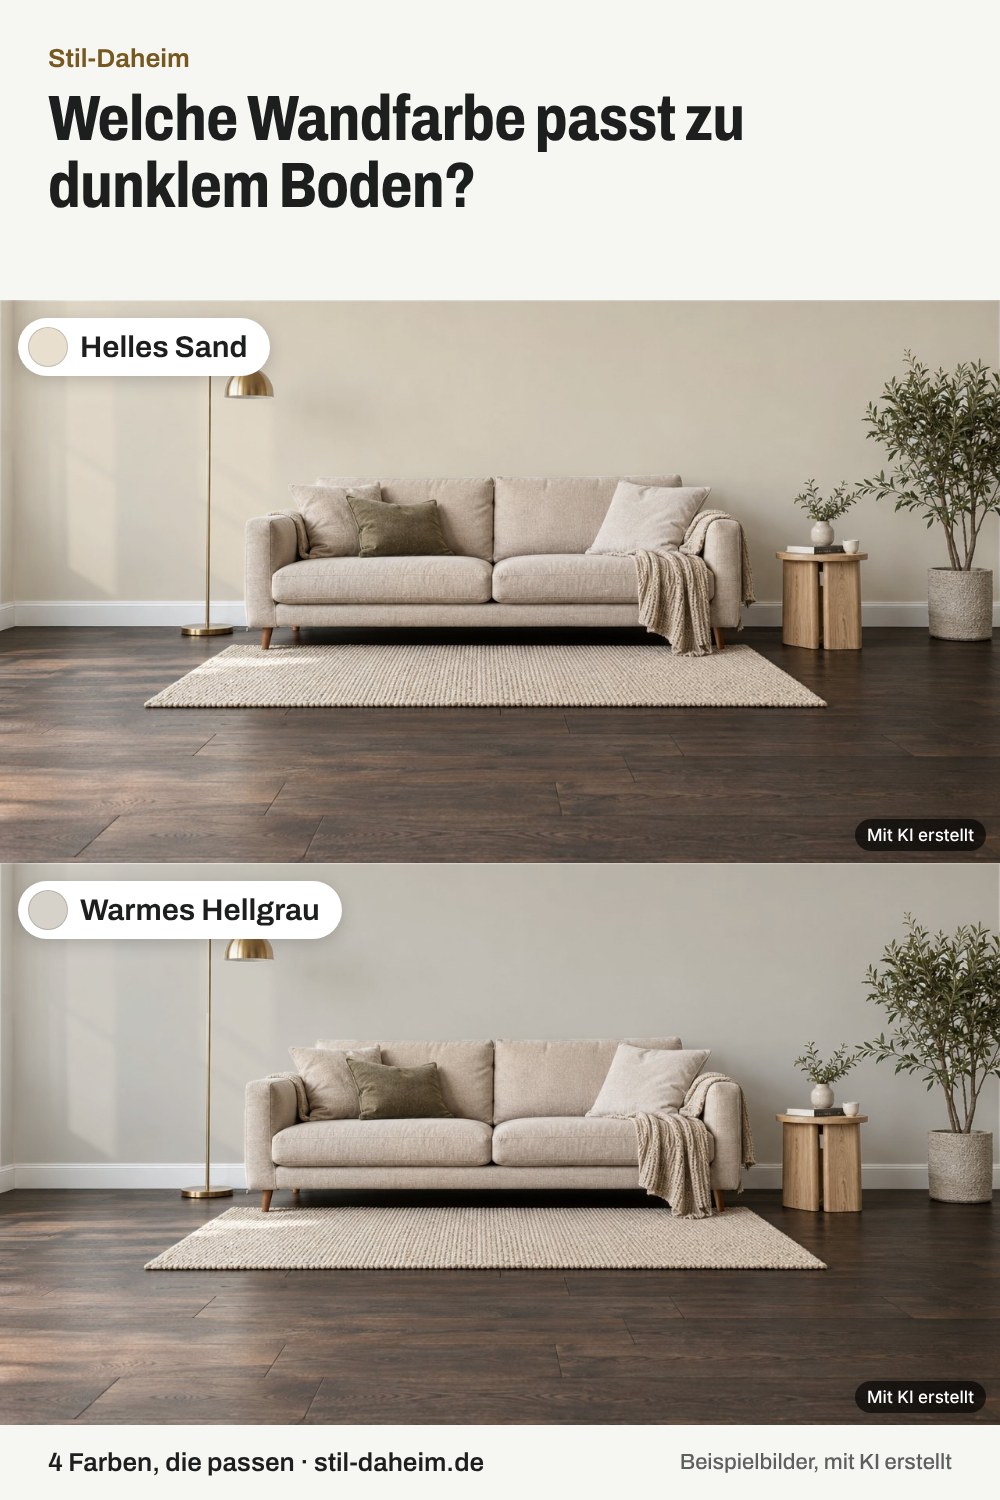 Stil-Daheim
Welche Wandfarbe passt zu
dunklem Boden?
Helles Sand
Mit KI erstellt
Warmes Hellgrau
Mit KI erstellt
4 Farben, die passen · stil-daheim.de
Beispielbilder, mit KI erstellt